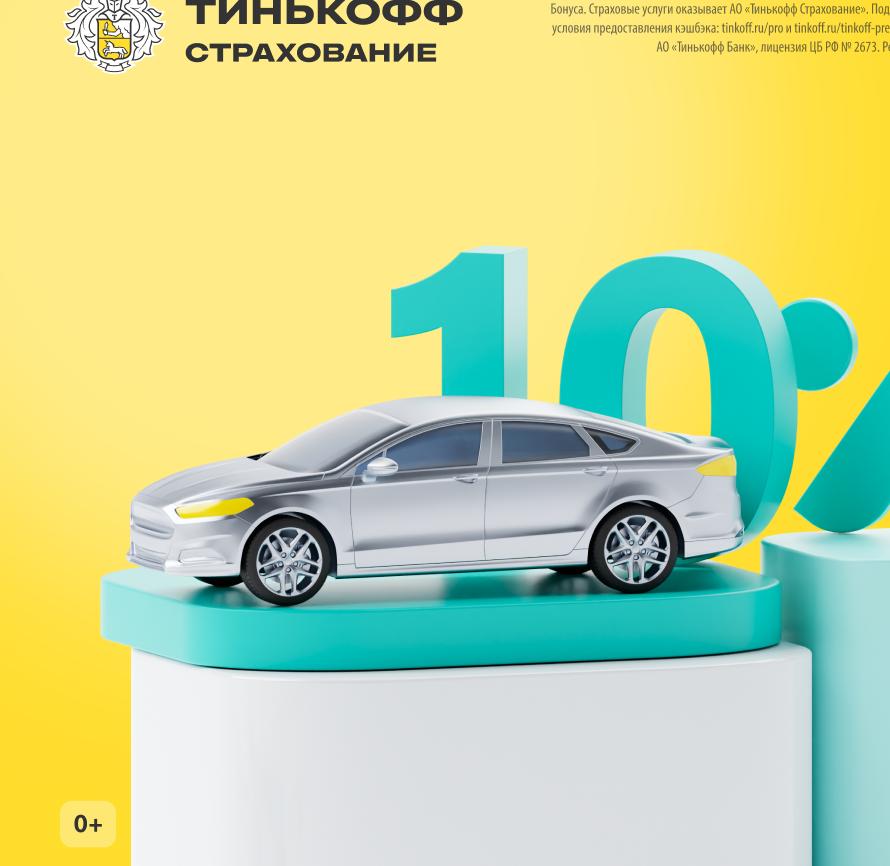 ТИНЬКОФФ
СТРАХОВАНИЕ
Бонуса. Страховые услуги оказывает АО «Тинькофф Страхование». Под
условия предоставления кэшбэка: tinkoff.ru/pro и tinkoff.ru/tinkoff-pre
АО «Тинькофф Банк», лицензия ЦБ РФ № 2673. Ре
10%
0+